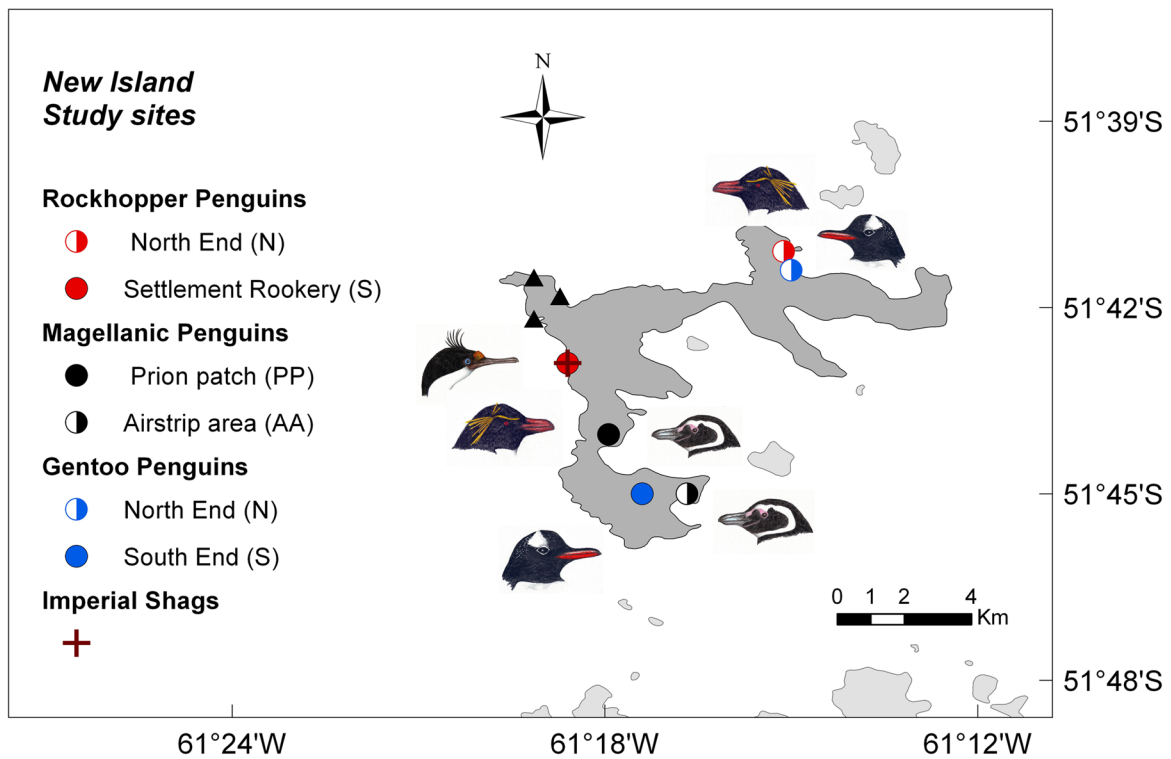 New Island
Study sites
N
Rockhopper Penguins
North End (N)
Settlement Rookery (S)
Magellanic Penguins
Prion patch (PP)
Airstrip area (AA)
Gentoo Penguins
North End (N)
South End (S)
Imperial Shags
51°39'S
51°42'S
51°45'S
51°48'S
0 1 2 4
Km
61°24'W 61°18'W 61°12'W